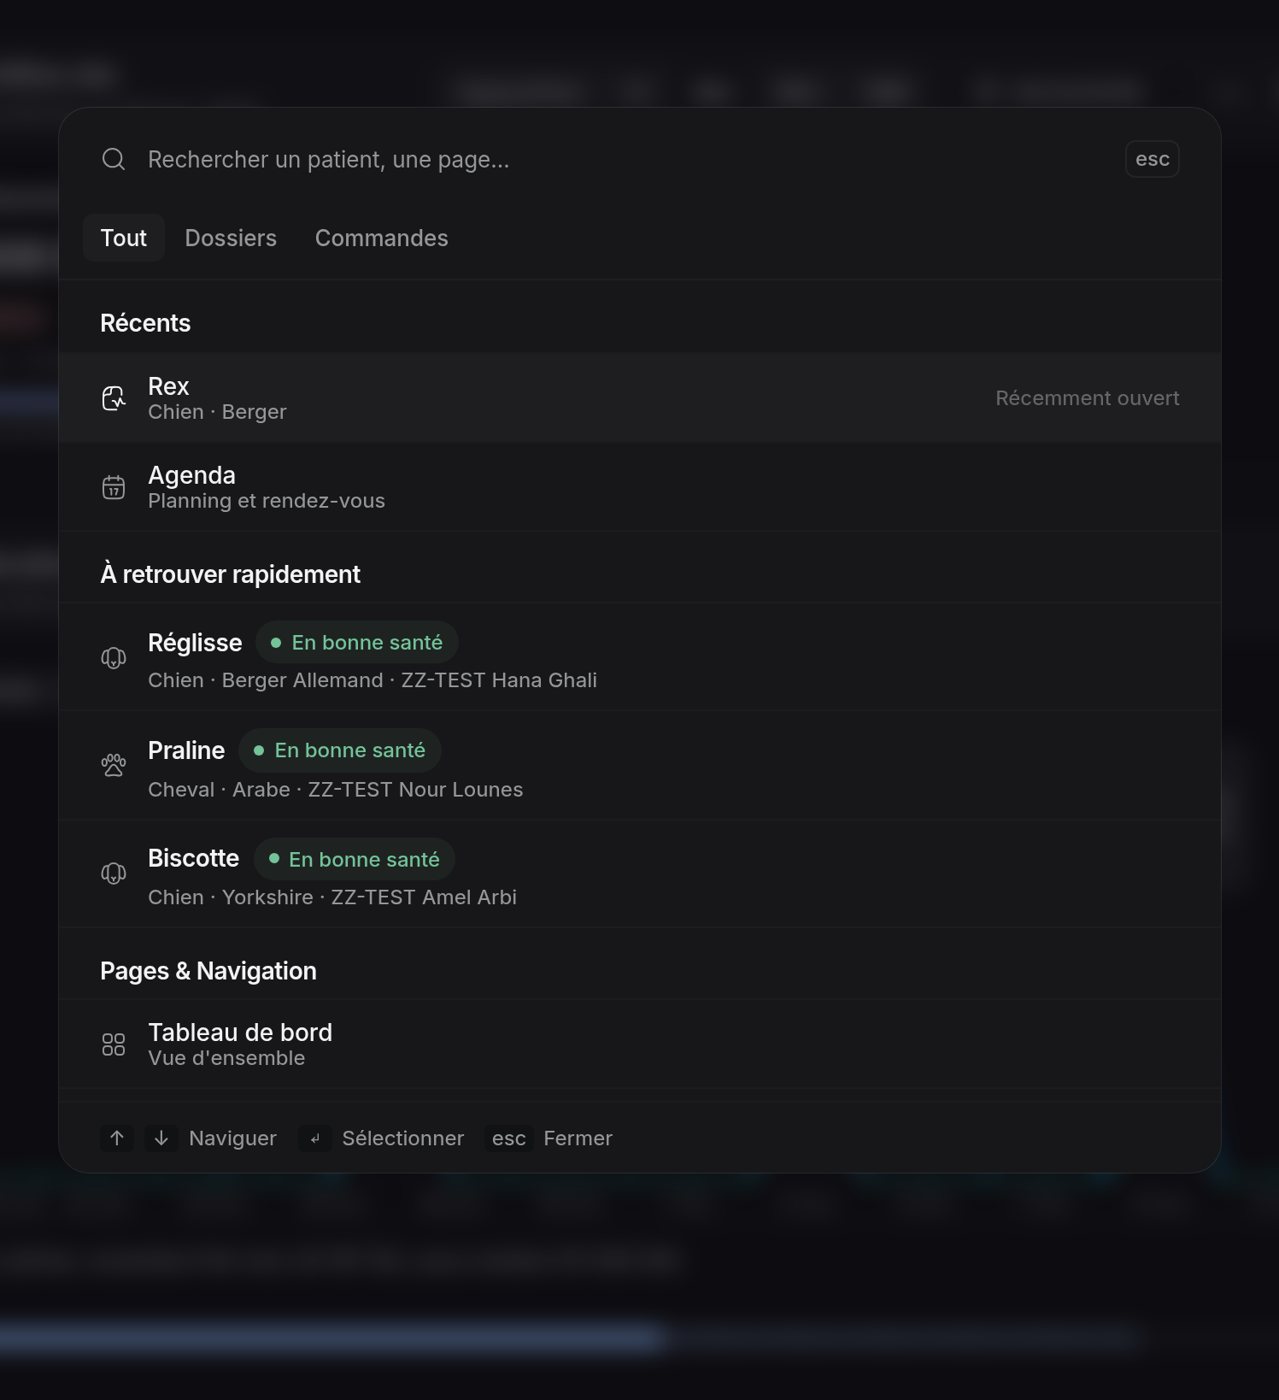 Rechercher un patient, une page...
esc
Tout Dossiers Commandes
Récents
Rex
Chien · Berger
Récemment ouvert
17
Agenda
Planning et rendez-vous
À retrouver rapidement
Réglisse En bonne santé
Chien · Berger Allemand · ZZ-TEST Hana Ghali
Praline En bonne santé
Cheval · Arabe · ZZ-TEST Nour Lounes
Biscotte En bonne santé
Chien · Yorkshire · ZZ-TEST Amel Arbi
Pages & Navigation
Tableau de bord
Vue d'ensemble
↑ ↓ Naviguer ↵ Sélectionner esc Fermer